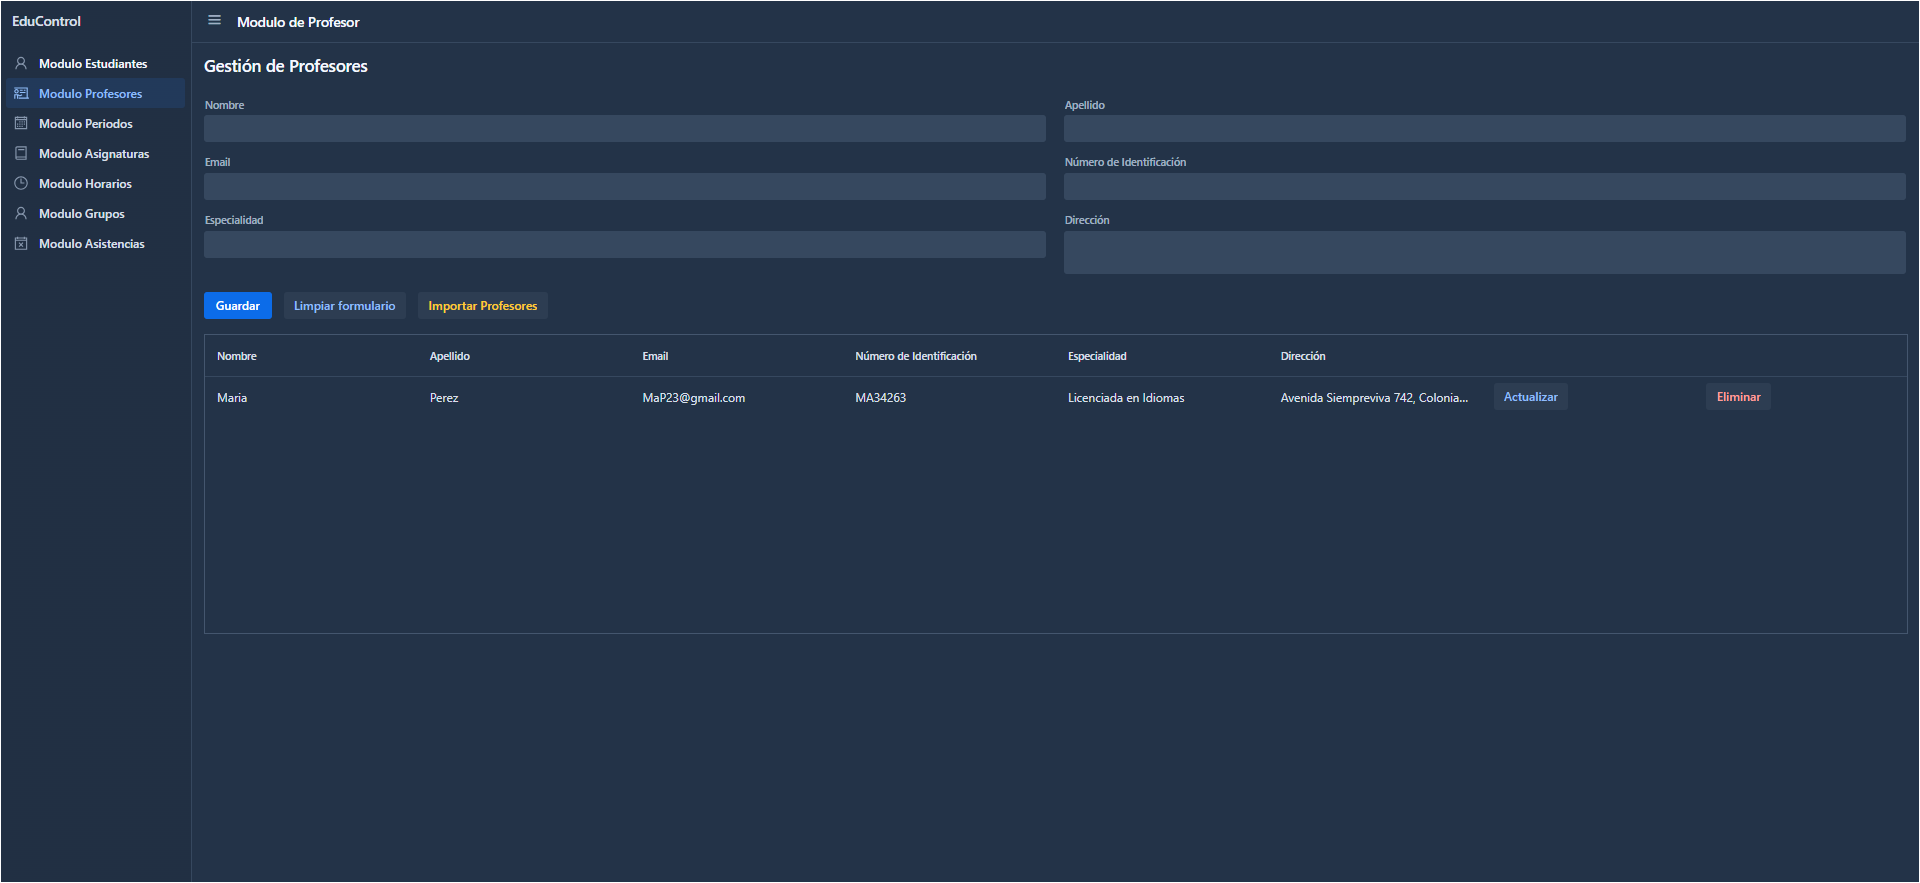 EduControl
Modulo Estudiantes
Modulo Profesores
Modulo Periodos
Modulo Asignaturas
Modulo Horarios
Modulo Grupos
Modulo Asistencias
Modulo de Profesor
Gestión de Profesores
Nombre
Apellido
Email
Número de Identificación
Especialidad
Dirección
Guardar Limpiar formulario Importar Profesores
Nombre Apellido Email Número de Identificación Especialidad Dirección
Maria Perez MaP23@gmail.com MA34263 Licenciada en Idiomas Avenida Siempreviva 742, Colonia... Actualizar Eliminar